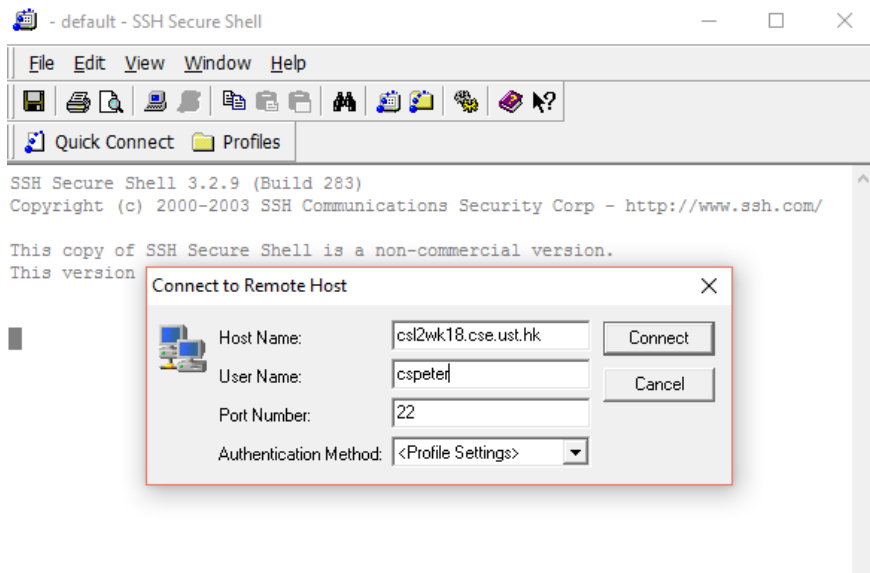 - default - SSH Secure Shell
File Edit View Window Help
Quick Connect Profiles
SSH Secure Shell 3.2.9 (Build 283)
Copyright (c) 2000-2003 SSH Communications Security Corp - http://www.ssh.com/
This copy of SSH Secure Shell is a non-commercial version.
This version
Connect to Remote Host
Host Name: csl2wk18.cse.ust.hk Connect
User Name: cspeter Cancel
Port Number: 22
Authentication Method: <Profile Settings>